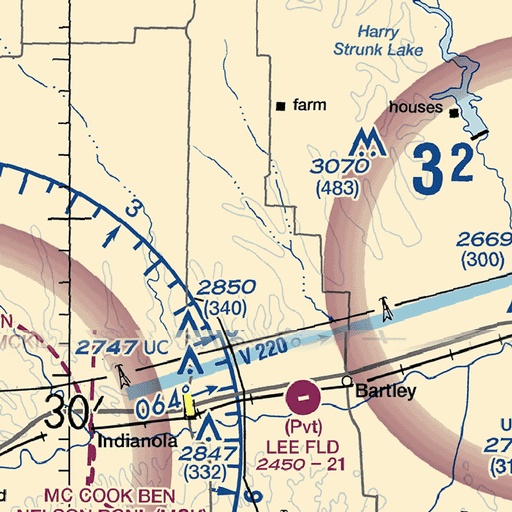 Harry
Strunk Lake
farm
houses
3070
(483)
32
3
2669
(300)
2850
(340)
2747 UC
V 220
064°
30'
Bartley
Indianola
(Pvt)
LEE FLD
2450 - 21
2847
(332)
MC COOK BEN
6